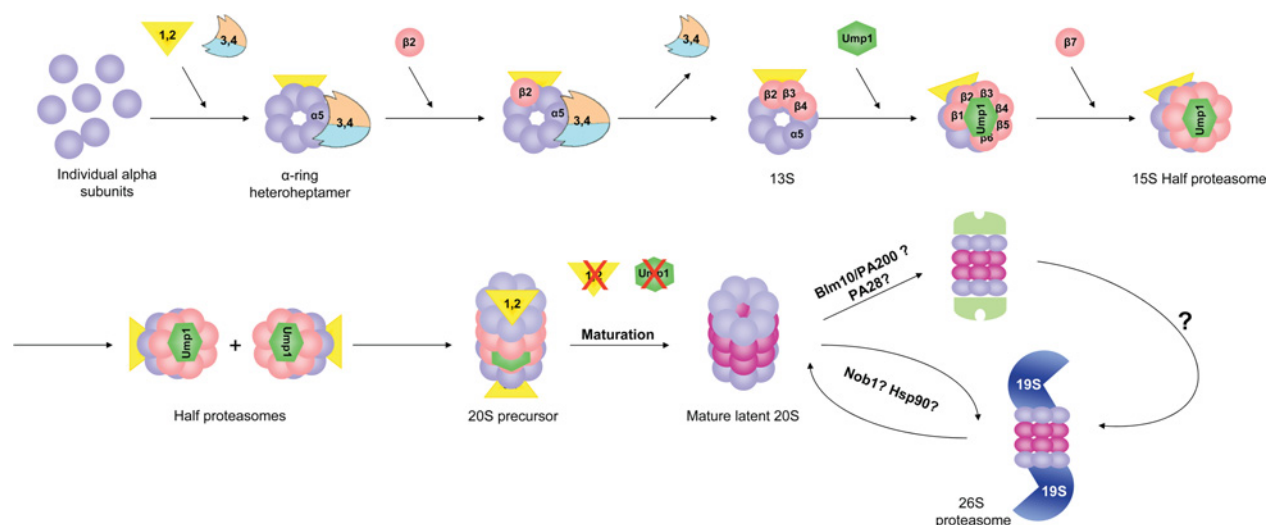 1,2
3,4
β2
3,4
Ump1
β7
α5
3,4
β2
α5
3,4
β2
β3
β4
α5
β2
β3
β4
β1
Ump1
β5
β6
Ump1
Individual alpha
subunits
α-ring
heteroheptamer
13S
15S Half proteasome
Ump1
+
Ump1
1,2
1,2
Ump1
Maturation
Blm10/PA200 ?
PA28?
?
Nob1? Hsp90?
19S
19S
Half proteasomes
20S precursor
Mature latent 20S
26S
proteasome